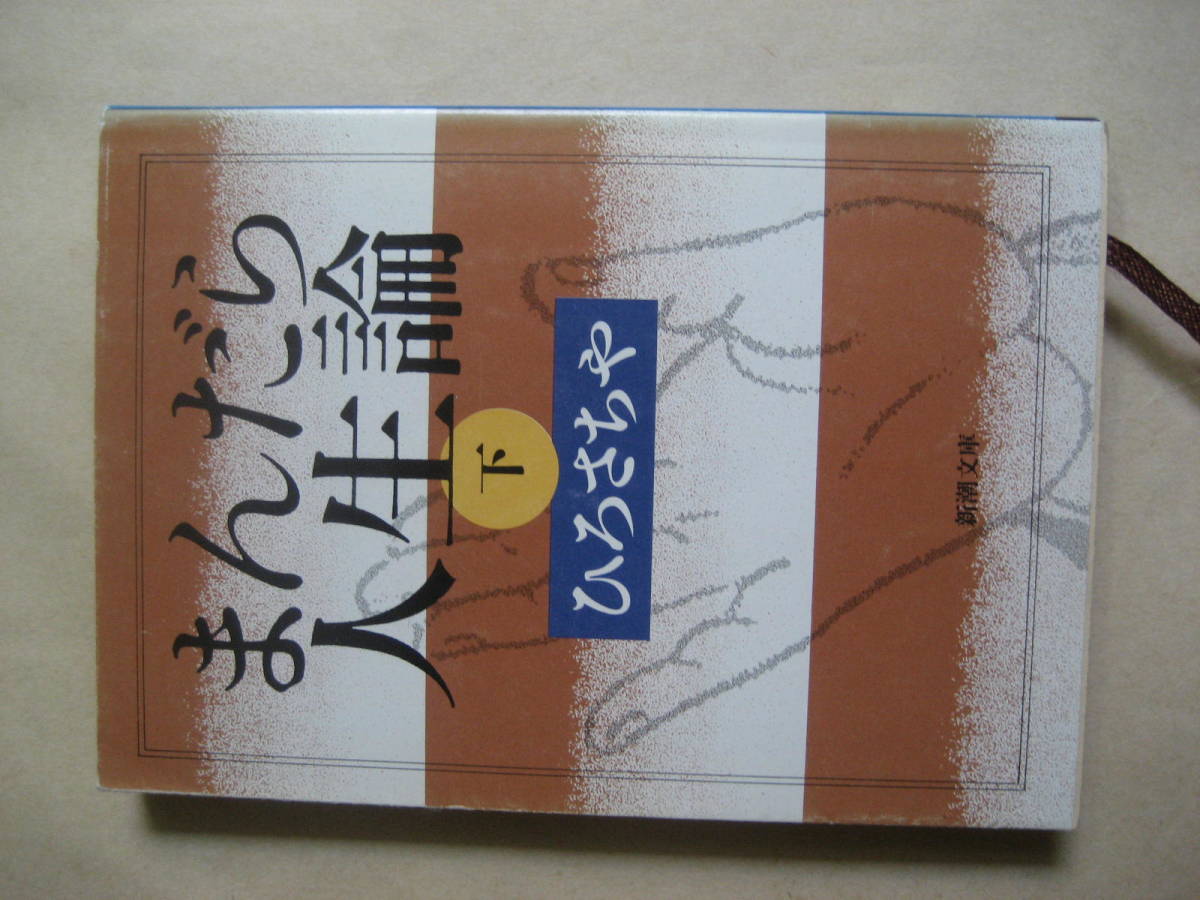 まんだら
人生論
下
ひろさちや
新潮文庫